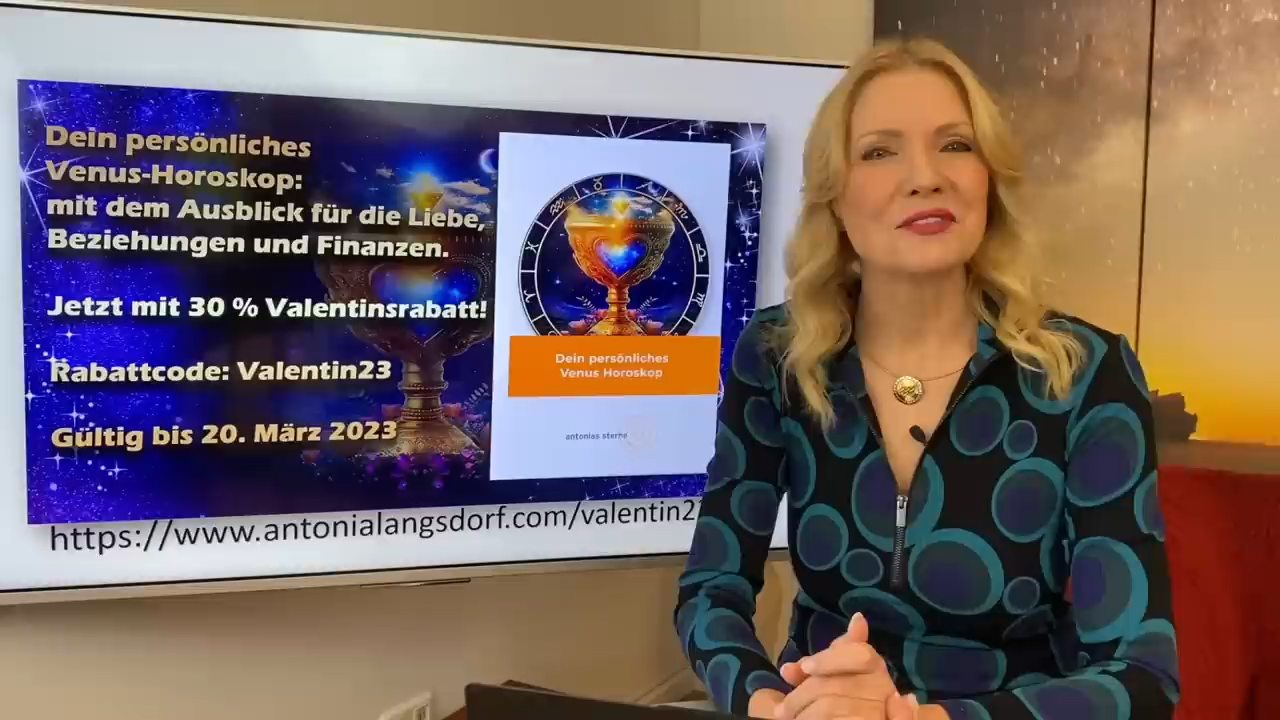 Dein persönliches
Venus-Horoskop:
mit dem Ausblick für die Liebe,
Beziehungen und Finanzen.
Jetzt mit 30 % Valentinsrabatt!
Rabattcode: Valentin23
Gültig bis 20. März 2023
Dein persönliches
Venus Horoskop
antonias sterne
https://www.antonialangsdorf.com/valentin2